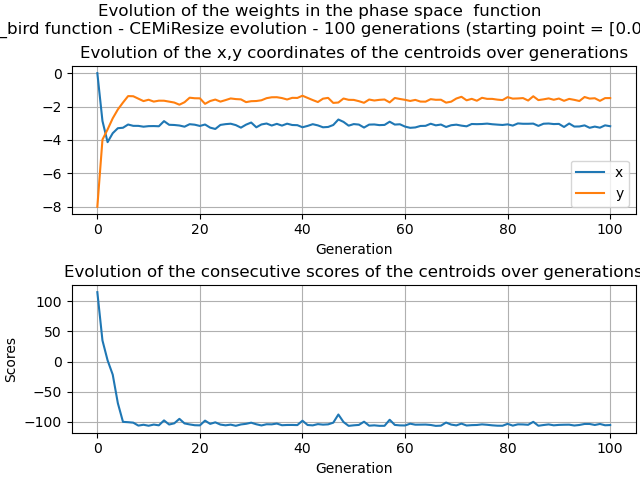 Evolution of the weights in the phase space  function
_bird function - CEMiResize evolution - 100 generations (starting point = [0.0
Evolution of the x,y coordinates of the centroids over generations
0
−2
−4
−6
−8
x
y
0 20 40 60 80 100
Generation
Evolution of the consecutive scores of the centroids over generations
100
50
0
−50
−100
Scores
0 20 40 60 80 100
Generation